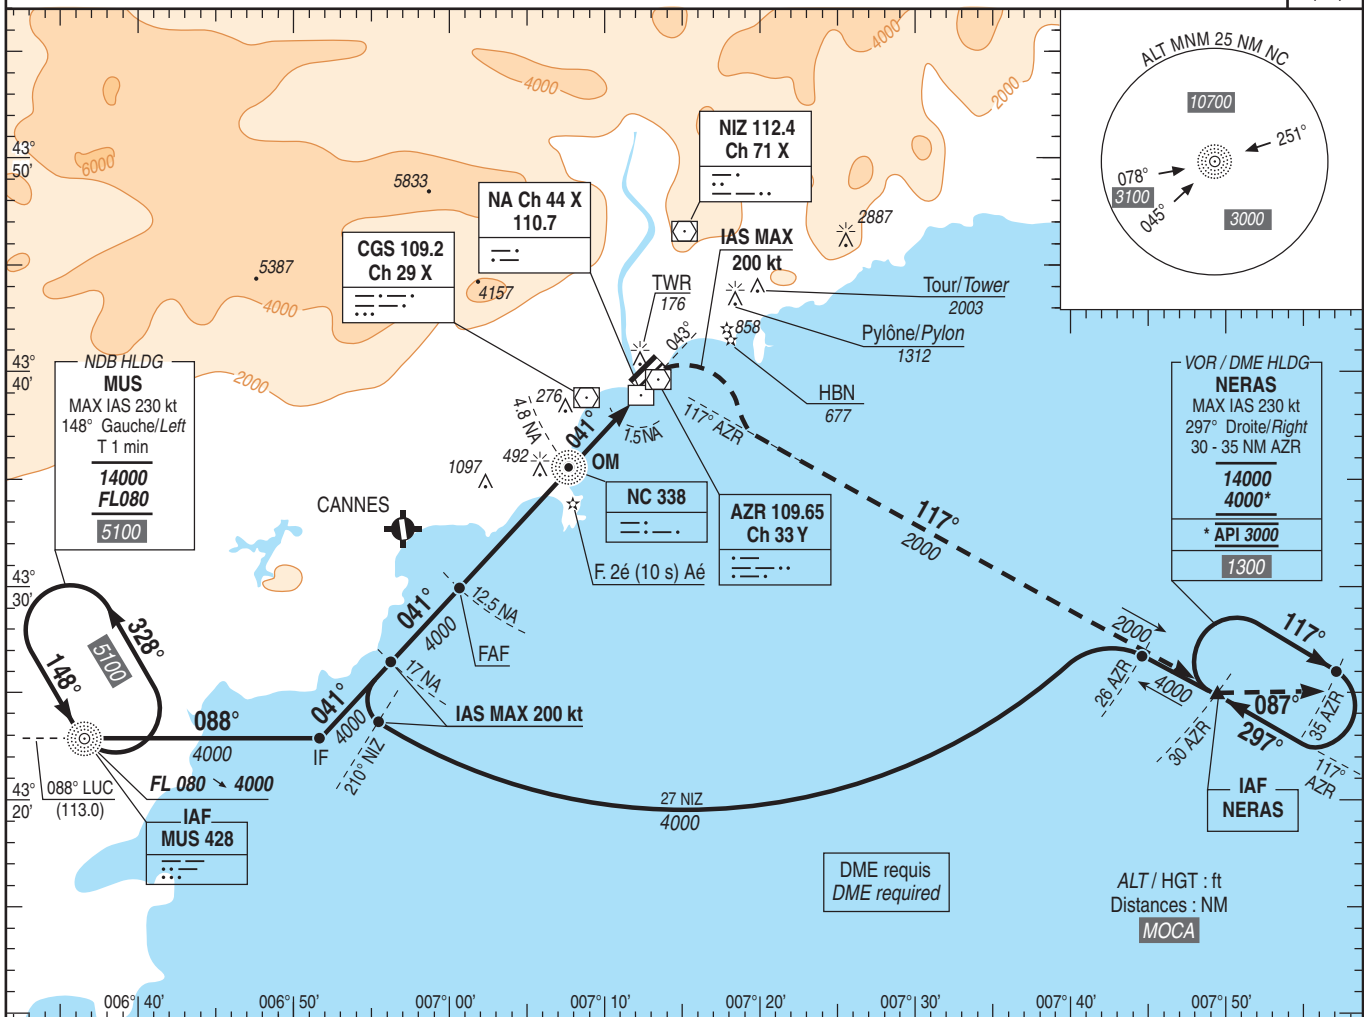 4000
4000
2000
6000
5833
5387
4157
4000
2000
2887
ALT MNM 25 NM NC
10700
251°
078°
3100
045°
3000
NIZ 112.4
Ch 71 X
NA Ch 44 X
110.7
CGS 109.2
Ch 29 X
IAS MAX
200 kt
TWR
176
043°
Tour/Tower
2003
Pylône/Pylon
1312
858
HBN
677
NDB HLDG
MUS
MAX IAS 230 kt
148° Gauche/Left
T 1 min
14000
FL080
5100
VOR / DME HLDG
NERAS
MAX IAS 230 kt
297° Droite/Right
30 - 35 NM AZR
14000
4000*
* API 3000
1300
276
4.8 NA
041°
1.5 NA
117° AZR
492
1097
OM
NC 338
AZR 109.65
Ch 33 Y
F. 2é (10 s) Aé
CANNES
117°
2000
041°
4000
12.5 NA
FAF
17 NA
IAS MAX 200 kt
041°
4000
210° NIZ
IF
148°
328°
5100
088°
4000
088° LUC
(113.0)
FL 080 ↘ 4000
IAF
MUS 428
27 NIZ
4000
2000
4000
26 AZR
30 AZR
117°
087°
297°
35 AZR
117°
AZR
IAF
NERAS
DME requis
DME required
ALT / HGT : ft
Distances : NM
MOCA
43°
50'
43°
40'
43°
30'
43°
20'
006° 40'
006° 50'
007° 00'
007° 10'
007° 20'
007° 30'
007° 40'
007° 50'